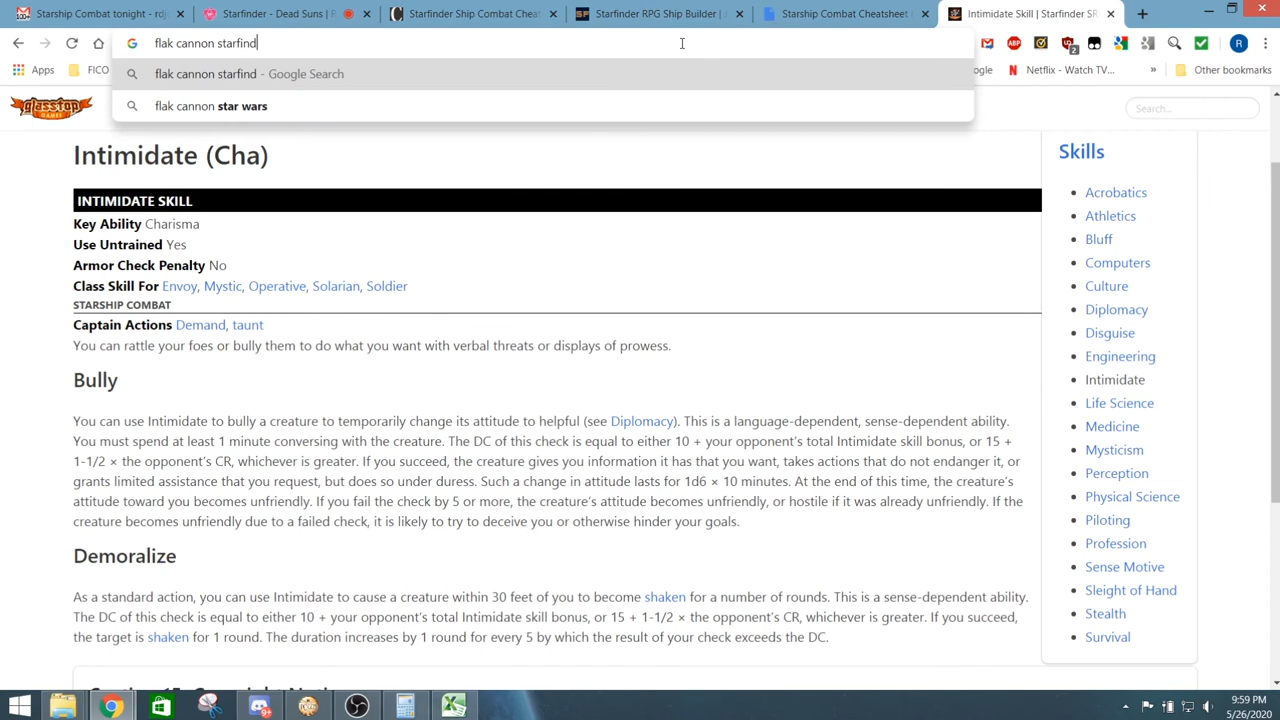 100+
Starship Combat tonight - rdj
Starfinder - Dead Suns | R
Starfinder Ship Combat Cheat
Starfinder RPG Ship Builder | A
Starship Combat Cheatsheet
Intimidate Skill | Starfinder SR
flak cannon starfind
ABP
2
R
Apps
FICO
flak cannon starfind - Google Search
ogle
Netflix - Watch TV...
Other bookmarks
flak cannon star wars
glasstop
GAMES
Search...
Intimidate (Cha)
INTIMIDATE SKILL
Key Ability Charisma
Use Untrained Yes
Armor Check Penalty No
Class Skill For Envoy, Mystic, Operative, Solarian, Soldier
STARSHIP COMBAT
Captain Actions Demand, taunt
You can rattle your foes or bully them to do what you want with verbal threats or displays of prowess.
Bully
You can use Intimidate to bully a creature to temporarily change its attitude to helpful (see Diplomacy). This is a language-dependent, sense-dependent ability.
You must spend at least 1 minute conversing with the creature. The DC of this check is equal to either 10 + your opponent's total Intimidate skill bonus, or 15 +
1-1/2 × the opponent's CR, whichever is greater. If you succeed, the creature gives you information it has that you want, takes actions that do not endanger it, or
grants limited assistance that you request, but does so under duress. Such a change in attitude lasts for 1d6 × 10 minutes. At the end of this time, the creature's
attitude toward you becomes unfriendly. If you fail the check by 5 or more, the creature's attitude becomes unfriendly, or hostile if it was already unfriendly. If the
creature becomes unfriendly due to a failed check, it is likely to try to deceive you or otherwise hinder your goals.
Demoralize
As a standard action, you can use Intimidate to cause a creature within 30 feet of you to become shaken for a number of rounds. This is a sense-dependent ability.
The DC of this check is equal to either 10 + your opponent's total Intimidate skill bonus, or 15 + 1-1/2 × the opponent's CR, whichever is greater. If you succeed,
the target is shaken for 1 round. The duration increases by 1 round for every 5 by which the result of your check exceeds the DC.
Skills
Acrobatics
Athletics
Bluff
Computers
Culture
Diplomacy
Disguise
Engineering
Intimidate
Life Science
Medicine
Mysticism
Perception
Physical Science
Piloting
Profession
Sense Motive
Sleight of Hand
Stealth
Survival
9:59 PM
5/26/2020